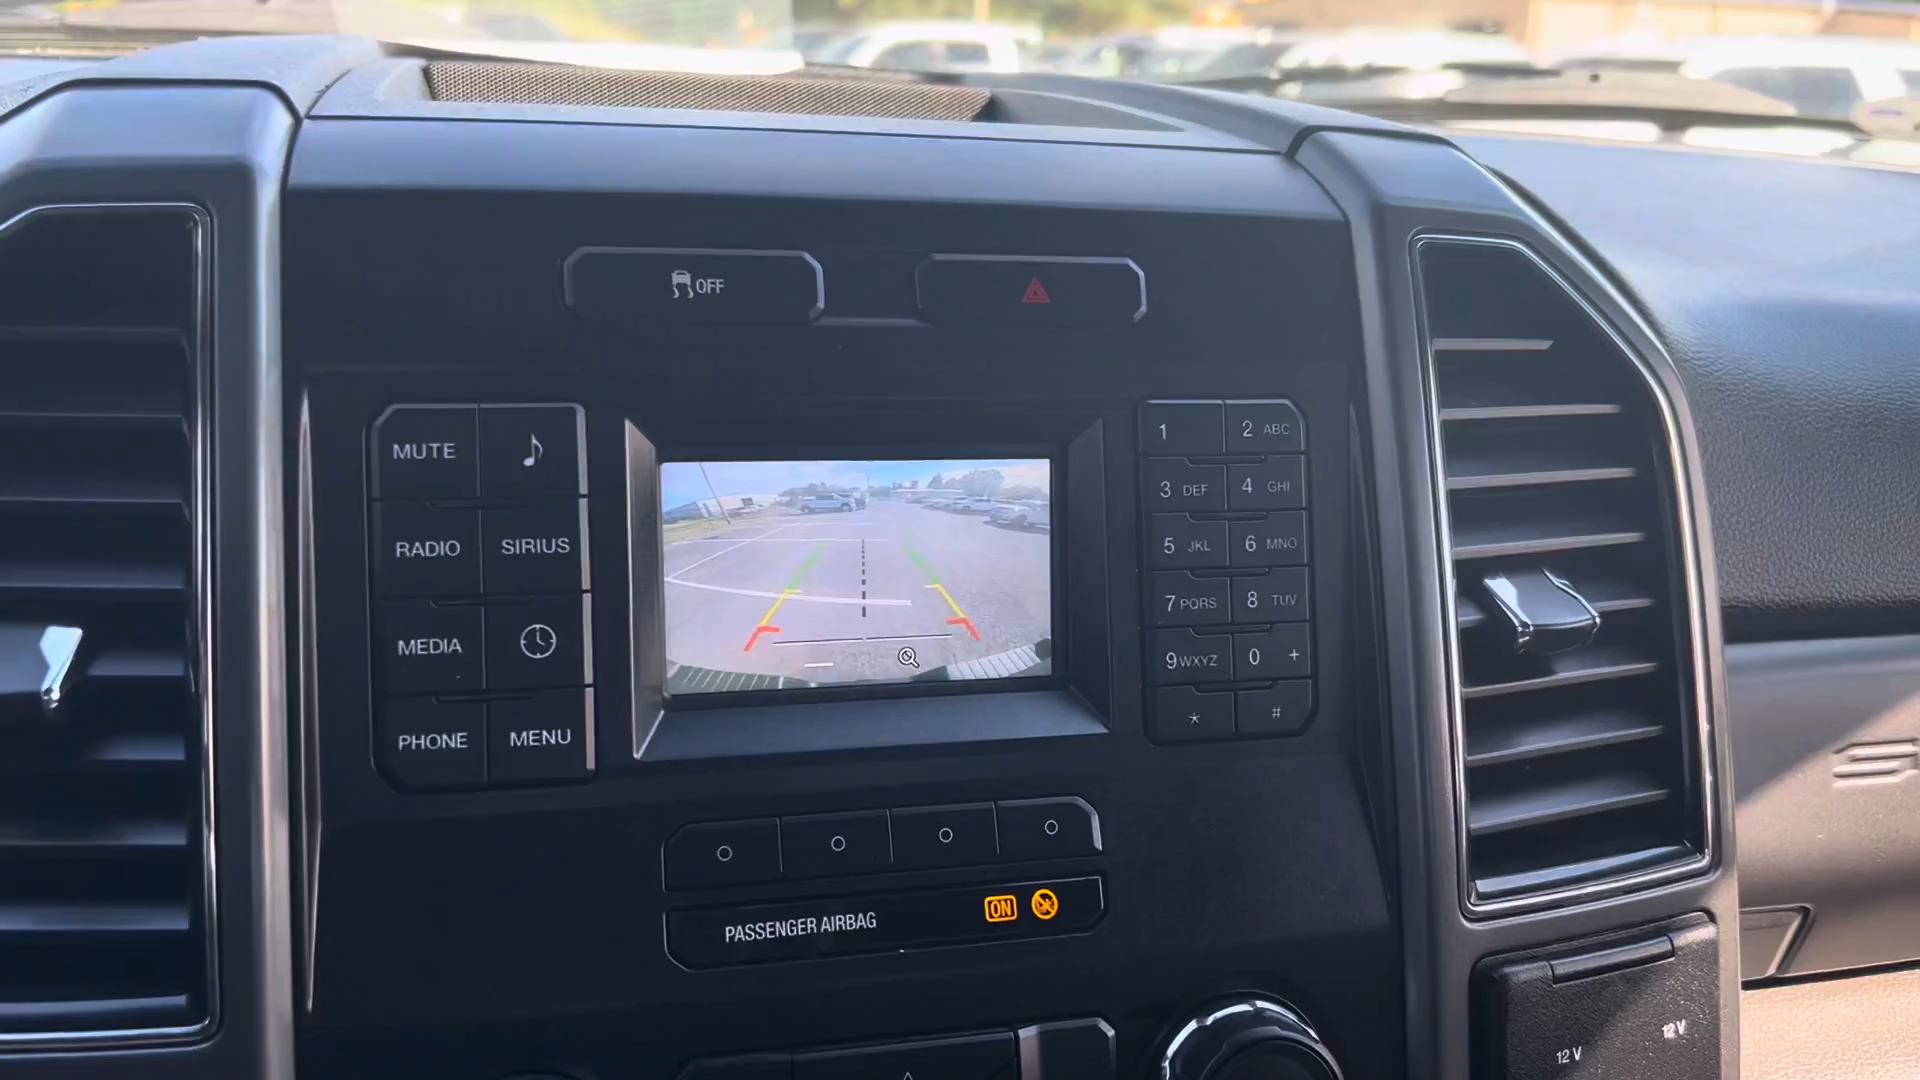 OFF
MUTE
RADIO SIRIUS
MEDIA
PHONE MENU
1 2 ABC
3 DEF 4 GHI
5 JKL 6 MNO
7 PQRS 8 TUV
9 WXYZ 0 +
* #
PASSENGER AIRBAG ON
12 V 12 V